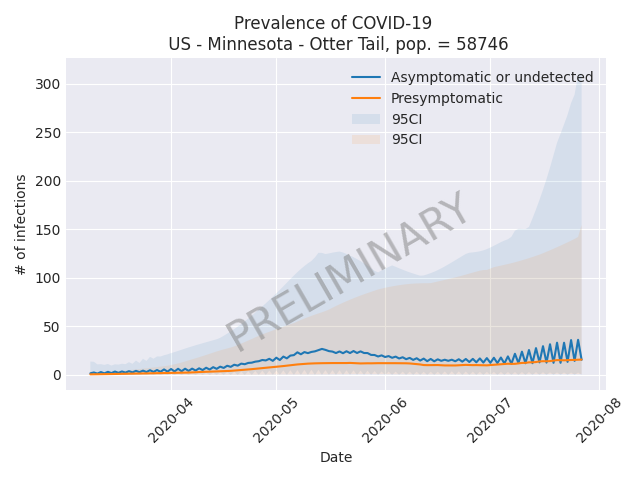 Prevalence of COVID-19
US - Minnesota - Otter Tail, pop. = 58746
Asymptomatic or undetected
Presymptomatic
95CI
95CI
PRELIMINARY
# of infections
300
250
200
150
100
50
0
2020-04
2020-05
2020-06
2020-07
2020-08
Date